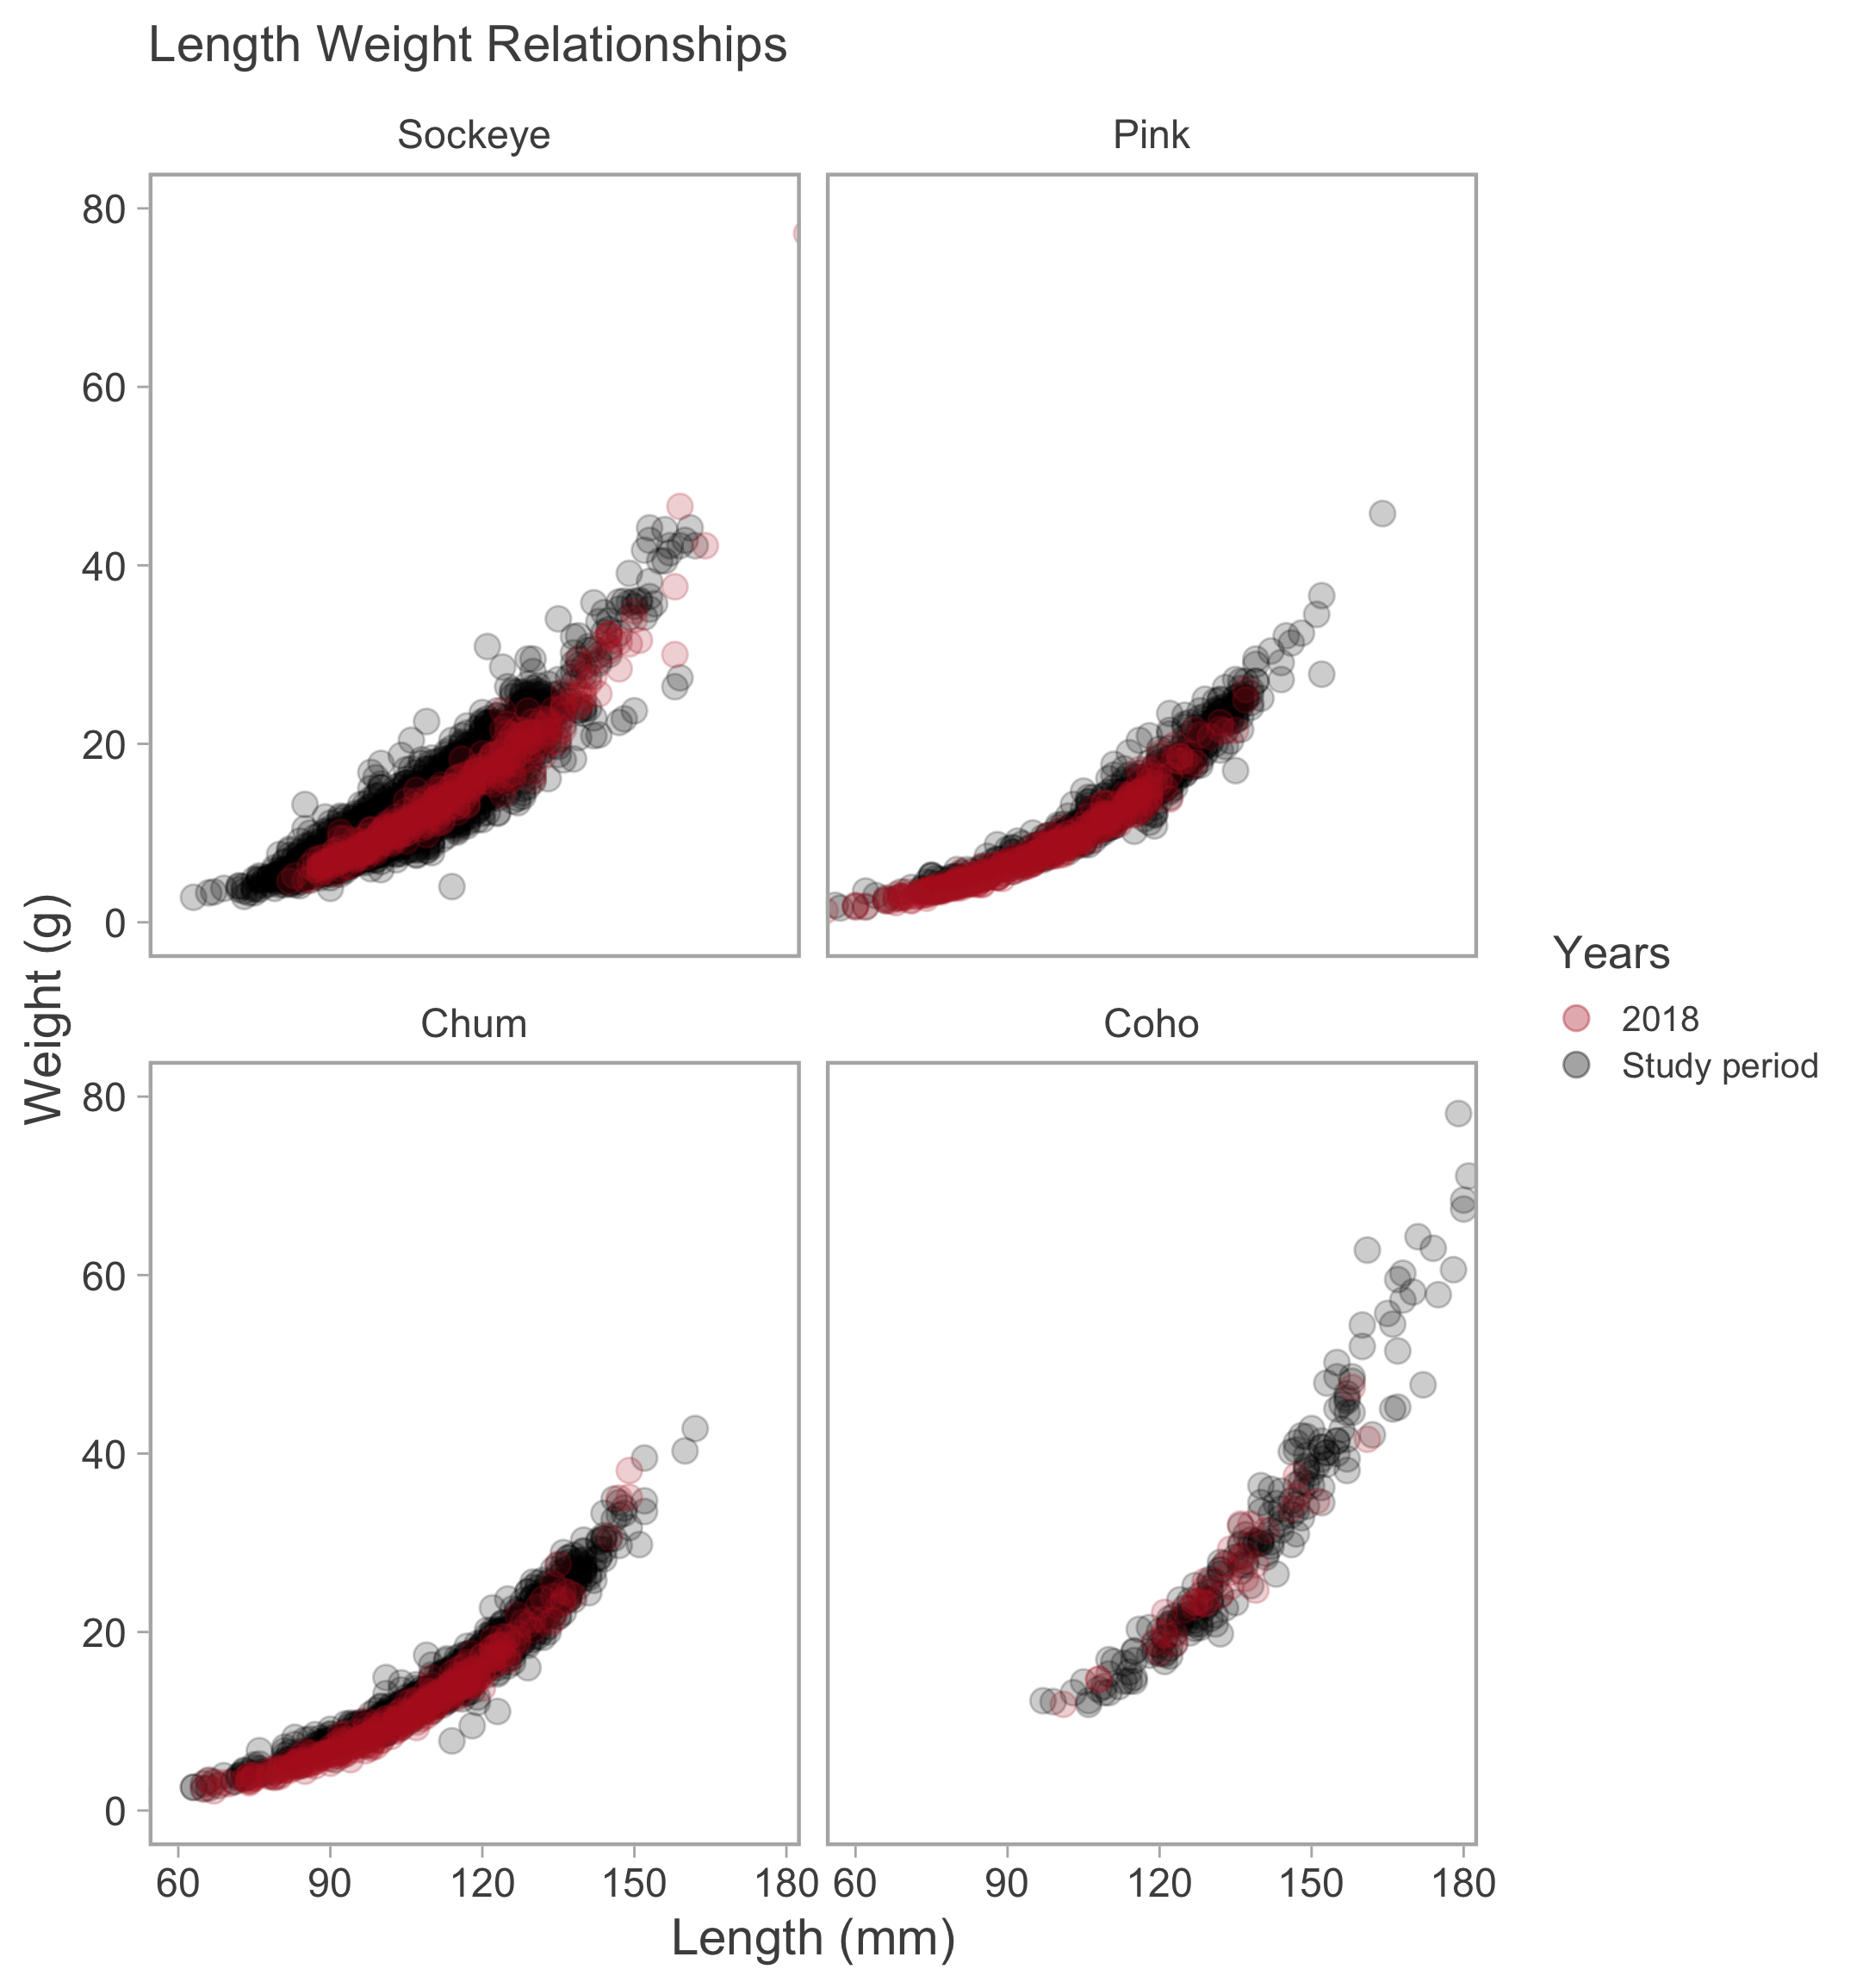 Length Weight Relationships
Sockeye
Pink
80
60
40
20
0
Weight (g)
Chum
Coho
80
60
40
20
0
60 90 120 150 180 60 90 120 150 180
Length (mm)
Years
2018
Study period